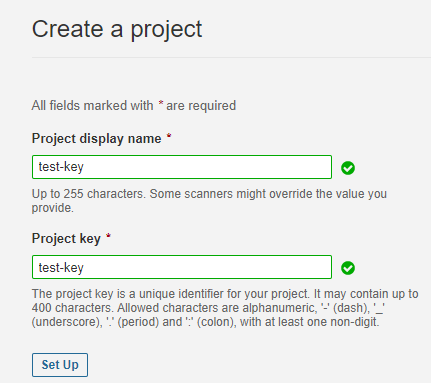 Create a project
All fields marked with * are required
Project display name *
test-key
Up to 255 characters. Some scanners might override the value you
provide.
Project key *
test-key
The project key is a unique identifier for your project. It may contain up to
400 characters. Allowed characters are alphanumeric, '-' (dash), '_'
(underscore), '.' (period) and ':' (colon), with at least one non-digit.
Set Up